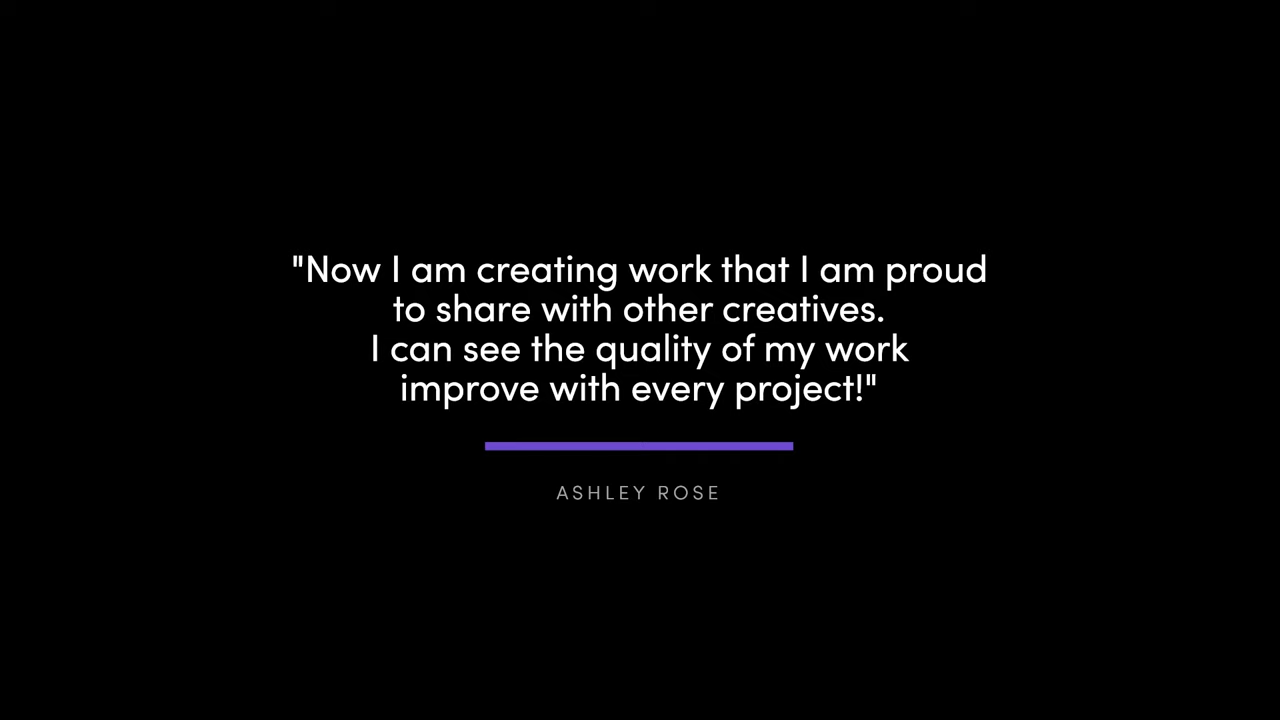 "Now I am creating work that I am proud
to share with other creatives.
I can see the quality of my work
improve with every project!"
ASHLEY ROSE